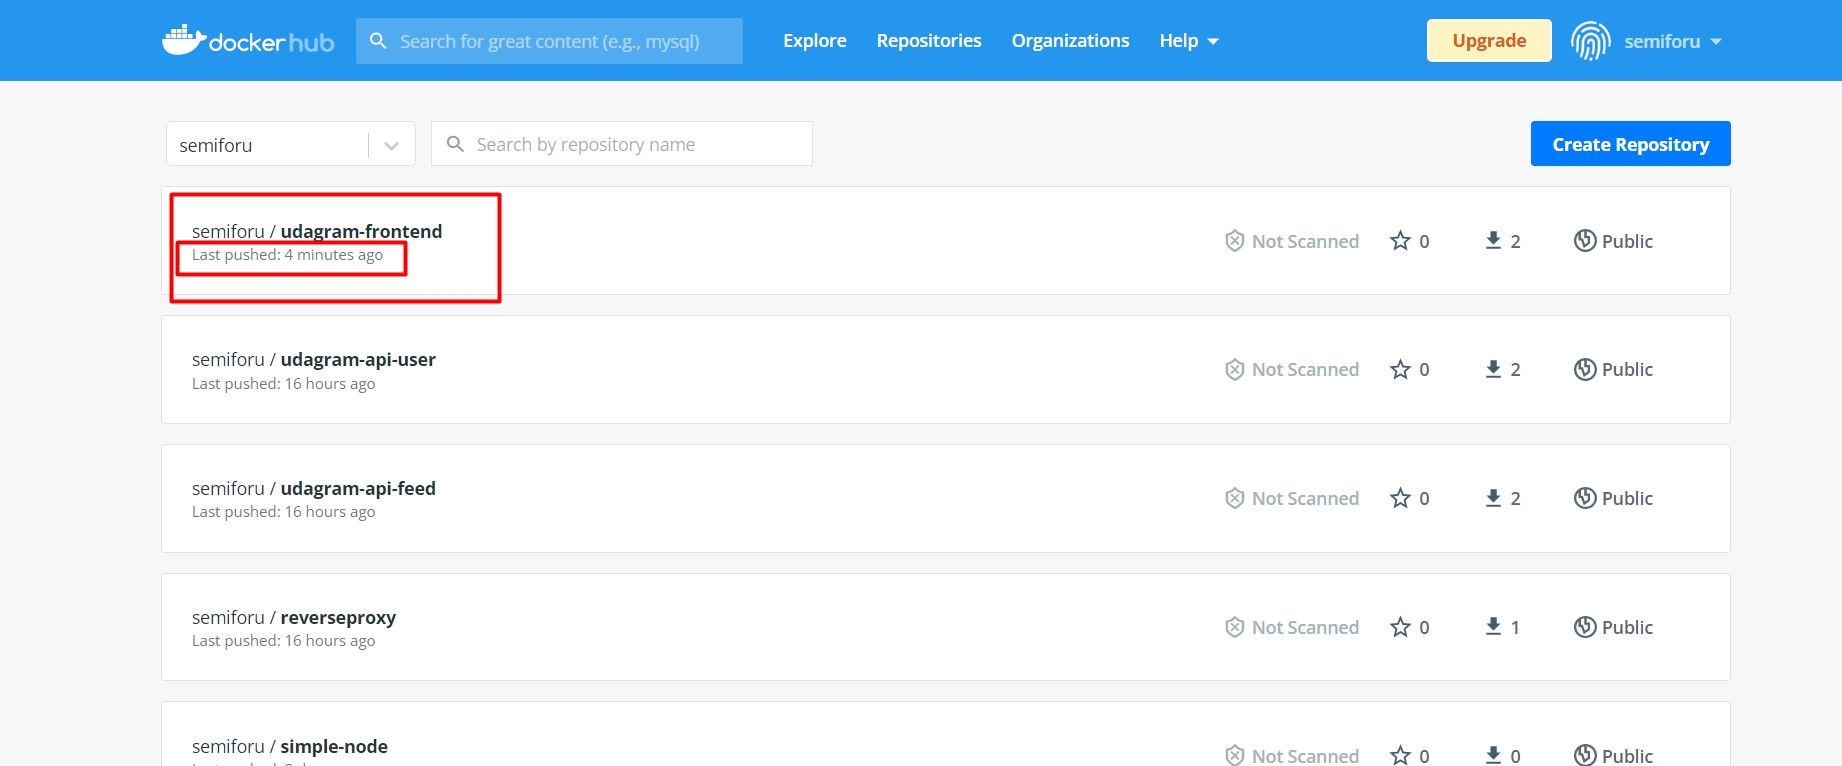 docker hub Search for great content (e.g., mysql) Explore Repositories Organizations Help Upgrade semiforu
semiforu Search by repository name Create Repository
semiforu / udagram-frontend
Last pushed: 4 minutes ago
Not Scanned 0 2 Public
semiforu / udagram-api-user
Last pushed: 16 hours ago
Not Scanned 0 2 Public
semiforu / udagram-api-feed
Last pushed: 16 hours ago
Not Scanned 0 2 Public
semiforu / reverseproxy
Last pushed: 16 hours ago
Not Scanned 0 1 Public
semiforu / simple-node
Not Scanned 0 0 Public